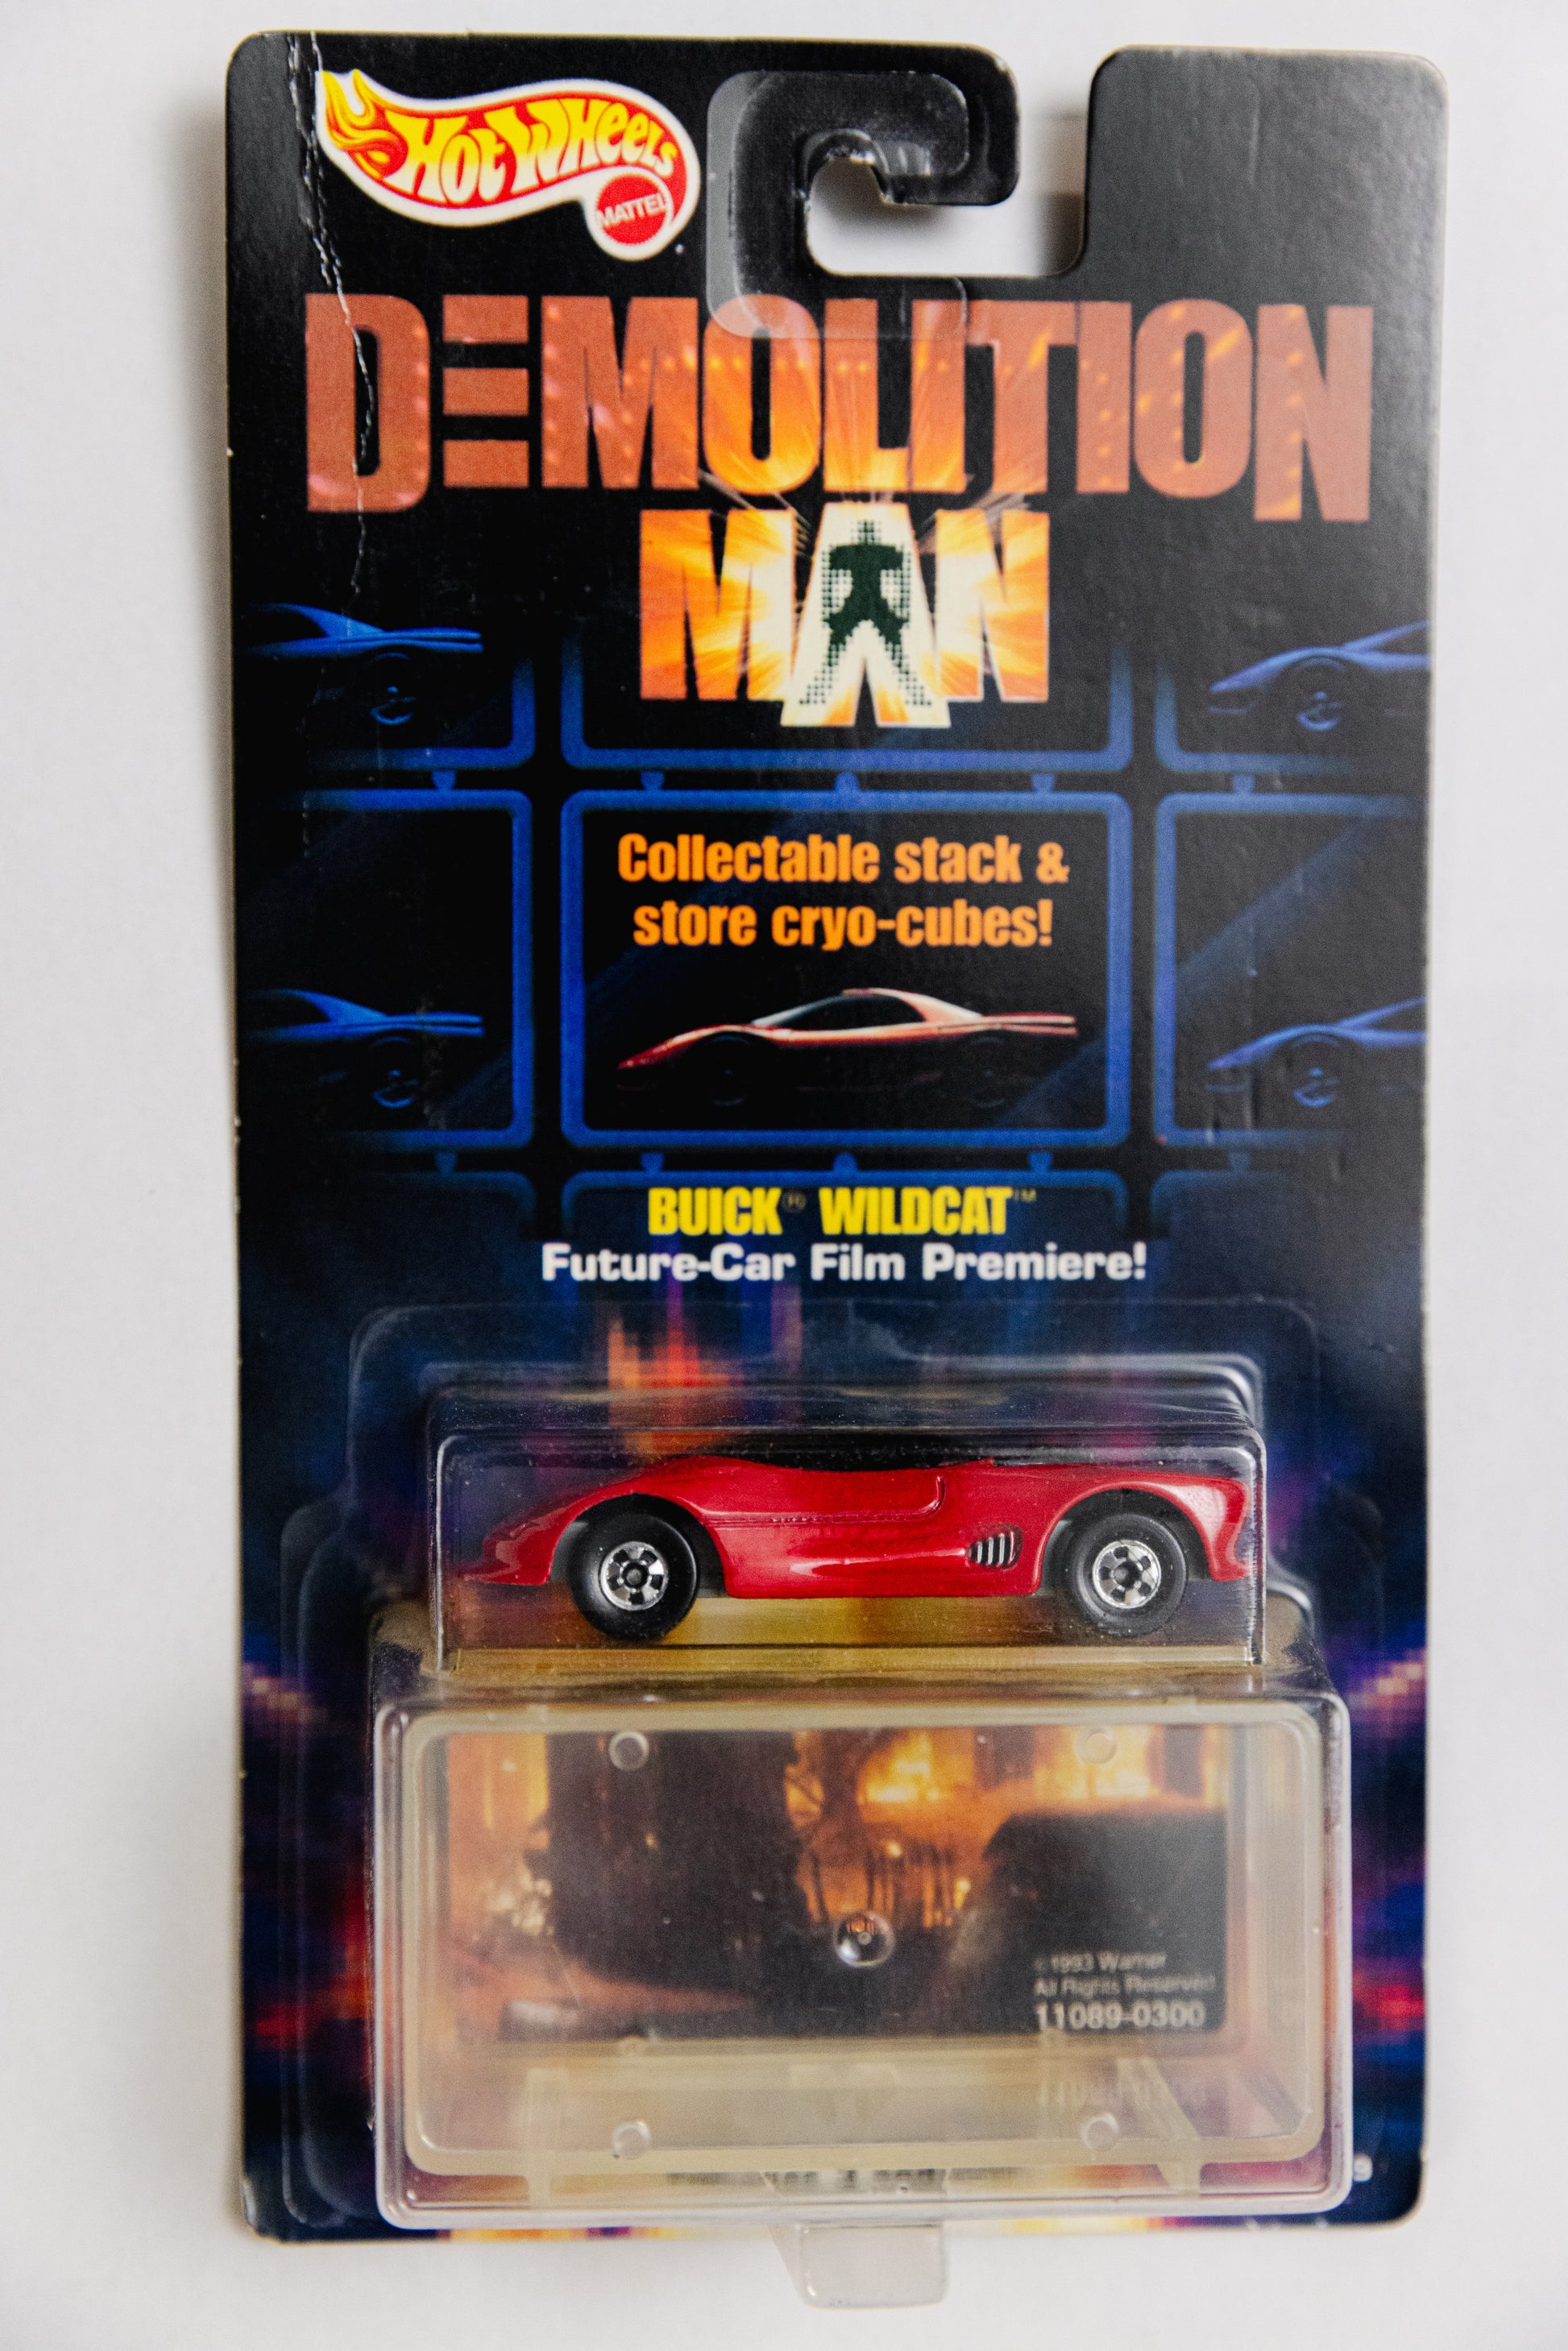 HOT WHEELS
MATTEL
DEMOLITION
MAN
Collectable stack &
store cryo-cubes!
BUICK® WILDCAT™
Future-Car Film Premiere!
©1993 Warner
All Rights Reserved
11089-0300